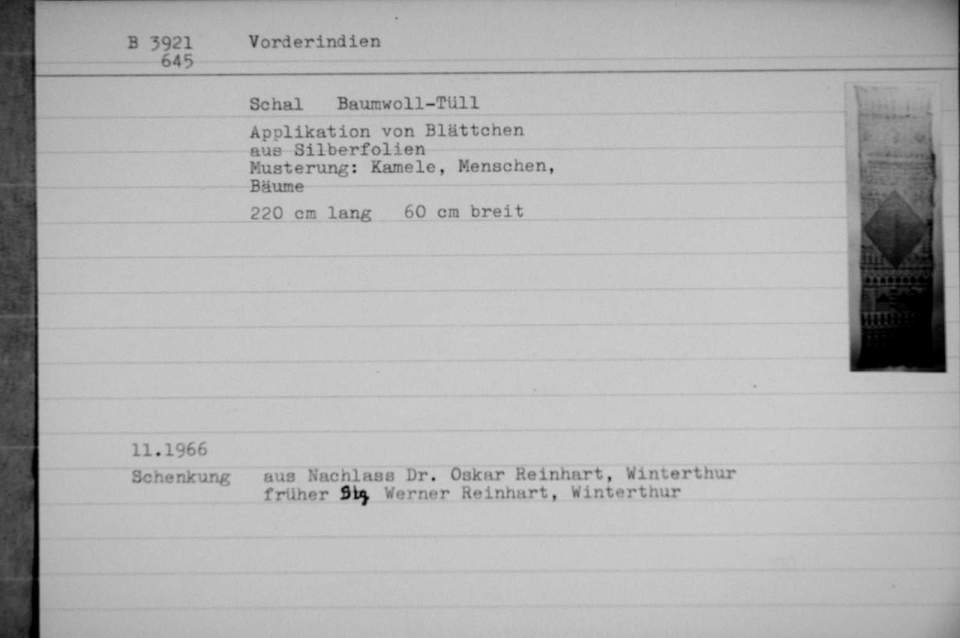 B 3921 Vorderindien
645
Schal Baumwoll-Tüll
Applikation von Blättchen
aus Silberfolien
Musterung: Kamele, Menschen,
Bäume
220 cm lang 60 cm breit
11.1966
Schenkung aus Nachlass Dr. Oskar Reinhart, Winterthur
früher Slg Werner Reinhart, Winterthur